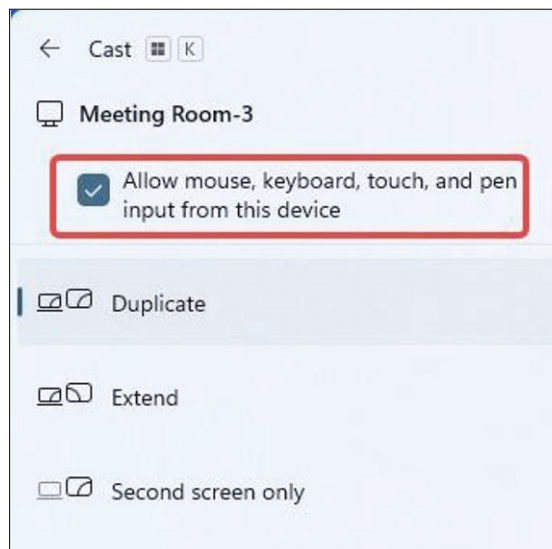 Cast K
Meeting Room-3
Allow mouse, keyboard, touch, and pen
input from this device
Duplicate
Extend
Second screen only